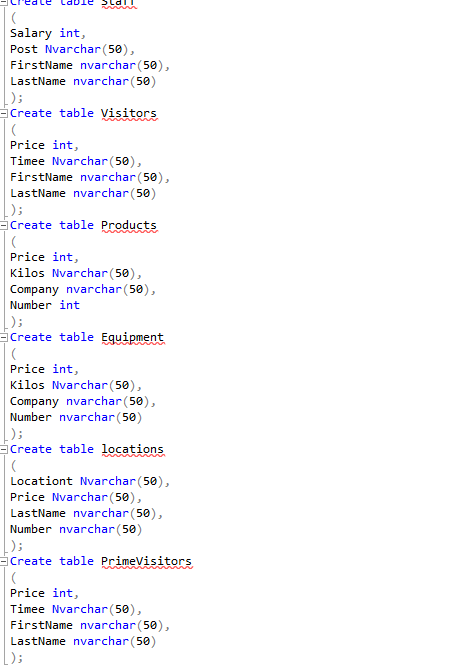 Create table Staff
(
Salary int,
Post Nvarchar(50),
FirstName nvarchar(50),
LastName nvarchar(50)
);
Create table Visitors
(
Price int,
Timee Nvarchar(50),
FirstName nvarchar(50),
LastName nvarchar(50)
);
Create table Products
(
Price int,
Kilos Nvarchar(50),
Company nvarchar(50),
Number int
);
Create table Equipment
(
Price int,
Kilos Nvarchar(50),
Company nvarchar(50),
Number nvarchar(50)
);
Create table locations
(
Locationt Nvarchar(50),
Price Nvarchar(50),
LastName nvarchar(50),
Number nvarchar(50)
);
Create table PrimeVisitors
(
Price int,
Timee Nvarchar(50),
FirstName nvarchar(50),
LastName nvarchar(50)
);